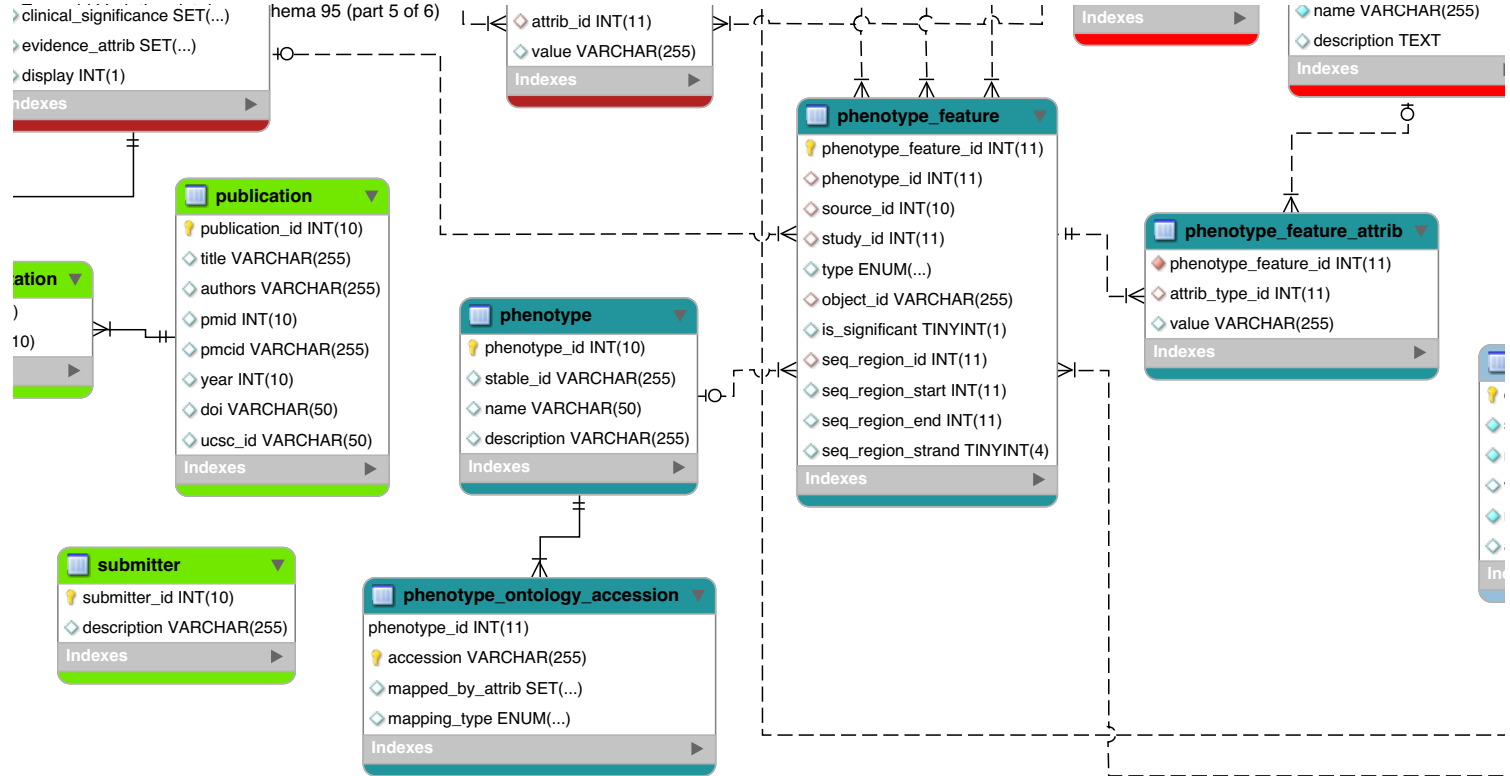 hema 95 (part 5 of 6)
clinical_significance SET(...)
evidence_attrib SET(...)
display INT(1)
ndexes
attrib_id INT(11)
value VARCHAR(255)
Indexes
Indexes
name VARCHAR(255)
description TEXT
Indexes
publication
publication_id INT(10)
title VARCHAR(255)
authors VARCHAR(255)
pmid INT(10)
pmcid VARCHAR(255)
year INT(10)
doi VARCHAR(50)
ucsc_id VARCHAR(50)
Indexes
ation
)
10)
phenotype
phenotype_id INT(10)
stable_id VARCHAR(255)
name VARCHAR(50)
description VARCHAR(255)
Indexes
phenotype_feature
phenotype_feature_id INT(11)
phenotype_id INT(11)
source_id INT(10)
study_id INT(11)
type ENUM(...)
object_id VARCHAR(255)
is_significant TINYINT(1)
seq_region_id INT(11)
seq_region_start INT(11)
seq_region_end INT(11)
seq_region_strand TINYINT(4)
Indexes
phenotype_feature_attrib
phenotype_feature_id INT(11)
attrib_type_id INT(11)
value VARCHAR(255)
Indexes
submitter
submitter_id INT(10)
description VARCHAR(255)
Indexes
phenotype_ontology_accession
phenotype_id INT(11)
accession VARCHAR(255)
mapped_by_attrib SET(...)
mapping_type ENUM(...)
Indexes
Ind